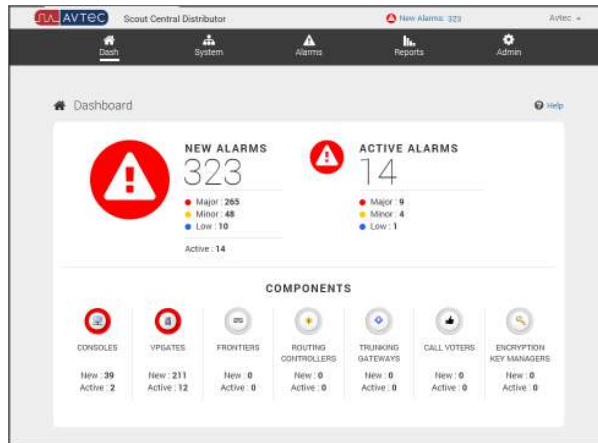 AVTEC Scout Central Distributor New Alarms: 323 Avtec
Dash System Alarms Reports Admin
Dashboard Help
NEW ALARMS
323
Major : 265
Minor : 48
Low : 10
Active : 14
ACTIVE ALARMS
14
Major : 9
Minor : 4
Low : 1
COMPONENTS
CONSOLES
New : 39
Active : 2
VPGATES
New : 211
Active : 12
FRONTIERS
New : 0
Active : 0
ROUTING
CONTROLLERS
New : 0
Active : 0
TRUNKING
GATEWAYS
New : 0
Active : 0
CALL VOTERS
New : 0
Active : 0
ENCRYPTION
KEY MANAGERS
New : 0
Active : 0